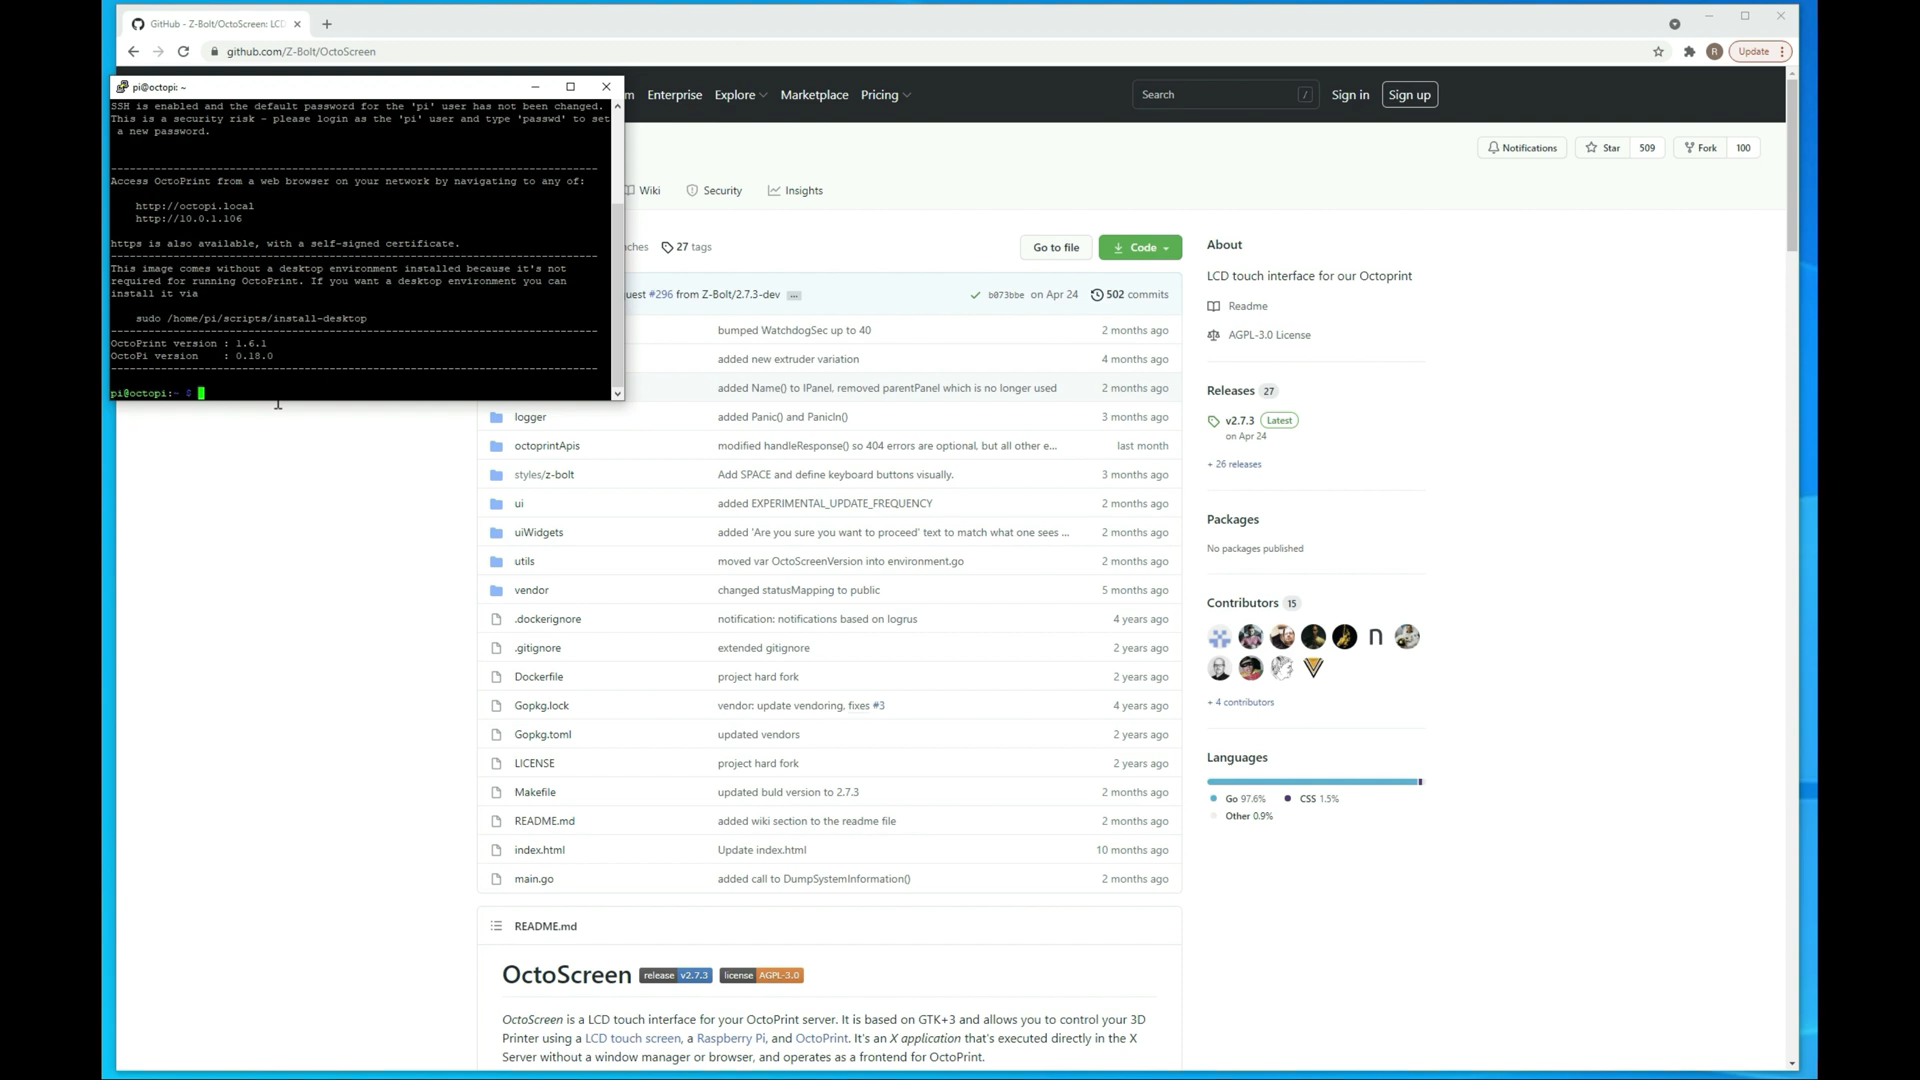 GitHub - Z-Bolt/OctoScreen: LCD
github.com/Z-Bolt/OctoScreen
R
Update
pi@octopi: ~
SSH is enabled and the default password for the 'pi' user has not been changed.
This is a security risk - please login as the 'pi' user and type 'passwd' to set
a new password.
------------------------------------------------------------------------------
Access OctoPrint from a web browser on your network by navigating to any of:
http://octopi.local
http://10.0.1.106
https is also available, with a self-signed certificate.
------------------------------------------------------------------------------
This image comes without a desktop environment installed because it's not
required for running OctoPrint. If you want a desktop environment you can
install it via
sudo /home/pi/scripts/install-desktop
------------------------------------------------------------------------------
OctoPrint version : 1.6.1
OctoPi version    : 0.18.0
------------------------------------------------------------------------------
pi@octopi:~ $
m Enterprise Explore Marketplace Pricing
Search /
Sign in
Sign up
Notifications
Star 509
Fork 100
Wiki
Security
Insights
nches
27 tags
Go to file
Code
uest #296 from Z-Bolt/2.7.3-dev ...
b073bbe on Apr 24
502 commits
bumped WatchdogSec up to 40 2 months ago
added new extruder variation 4 months ago
added Name() to IPanel, removed parentPanel which is no longer used 2 months ago
logger added Panic() and PanicIn() 3 months ago
octoprintApis modified handleResponse() so 404 errors are optional, but all other e... last month
styles/z-bolt Add SPACE and define keyboard buttons visually. 3 months ago
ui added EXPERIMENTAL_UPDATE_FREQUENCY 2 months ago
uiWidgets added 'Are you sure you want to proceed' text to match what one sees ... 2 months ago
utils moved var OctoScreenVersion into environment.go 2 months ago
vendor changed statusMapping to public 5 months ago
.dockerignore notification: notifications based on logrus 4 years ago
.gitignore extended gitignore 2 years ago
Dockerfile project hard fork 2 years ago
Gopkg.lock vendor: update vendoring, fixes #3 4 years ago
Gopkg.toml updated vendors 2 years ago
LICENSE project hard fork 2 years ago
Makefile updated buld version to 2.7.3 2 months ago
README.md added wiki section to the readme file 2 months ago
index.html Update index.html 10 months ago
main.go added call to DumpSystemInformation() 2 months ago
README.md
OctoScreen release v2.7.3 license AGPL-3.0
OctoScreen is a LCD touch interface for your OctoPrint server. It is based on GTK+3 and allows you to control your 3D
Printer using a LCD touch screen, a Raspberry Pi, and OctoPrint. It's an X application that's executed directly in the X
Server without a window manager or browser, and operates as a frontend for OctoPrint.
About
LCD touch interface for our Octoprint
Readme
AGPL-3.0 License
Releases 27
v2.7.3 Latest
on Apr 24
+ 26 releases
Packages
No packages published
Contributors 15
n
+ 4 contributors
Languages
Go 97.6% CSS 1.5%
Other 0.9%